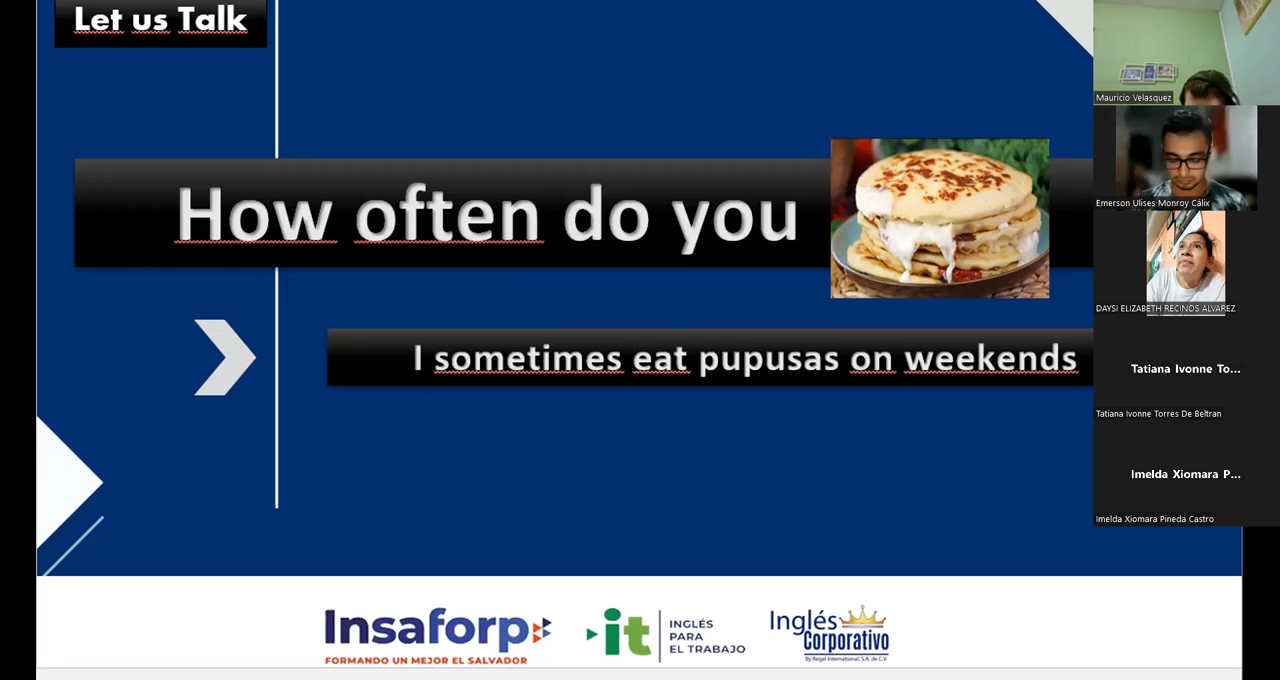 Let us Talk
How often do you
I sometimes eat pupusas on weekends
Insaforp
FORMANDO UN MEJOR EL SALVADOR
it
INGLÉS
PARA
EL TRABAJO
Inglés
Corporativo
By Regal International, S.A. de C.V.
Mauricio Velasquez
Emerson Ulises Monroy Cálix
DAYSI ELIZABETH RECINOS ALVAREZ
Tatiana Ivonne To...
Tatiana Ivonne Torres De Beltran
Imelda Xiomara P...
Imelda Xiomara Pineda Castro